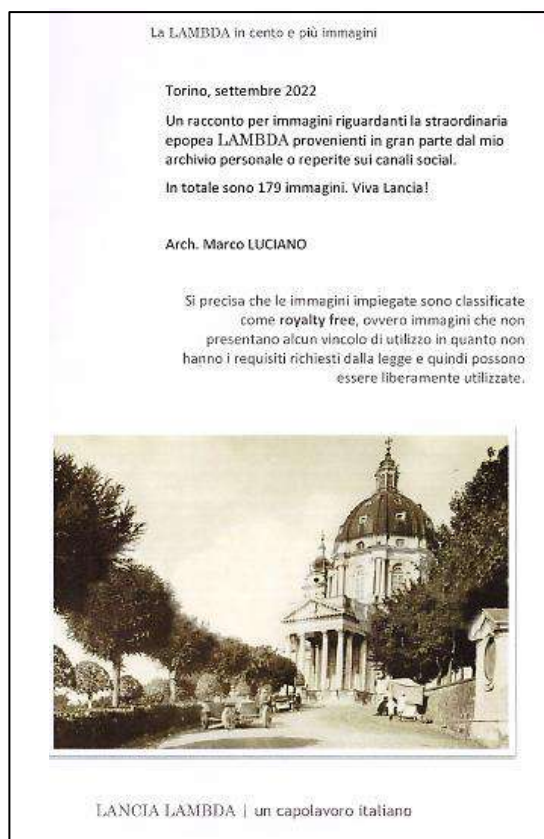 La LAMBDA in cento e più immagini
Torino, settembre 2022
Un racconto per immagini riguardanti la straordinaria
epopea LAMBDA provenienti in gran parte dal mio
archivio personale o reperite sui canali social.
In totale sono 179 immagini. Viva Lancia!
Arch. Marco LUCIANO
Si precisa che le immagini impiegate sono classificate
come royalty free, ovvero immagini che non
presentano alcun vincolo di utilizzo in quanto non
hanno i requisiti richiesti dalla legge e quindi possono
essere liberamente utilizzate.
LANCIA LAMBDA | un capolavoro italiano